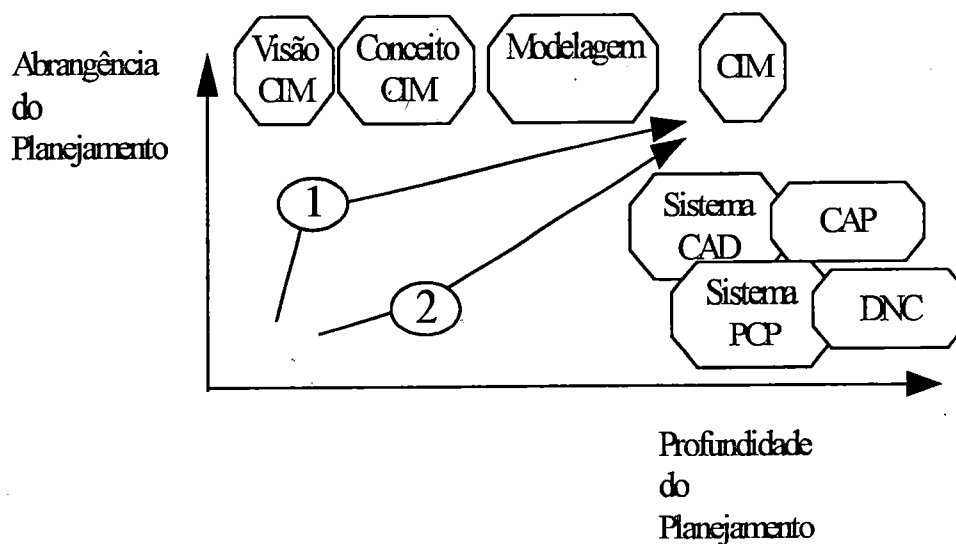 Abrangência
do
Planejamento
Visão
CIM
Conceito
CIM
Modelagem
CIM
1
2
Sistema
CAD
CAP
Sistema
PCP
DNC
Profundidade
do
Planejamento